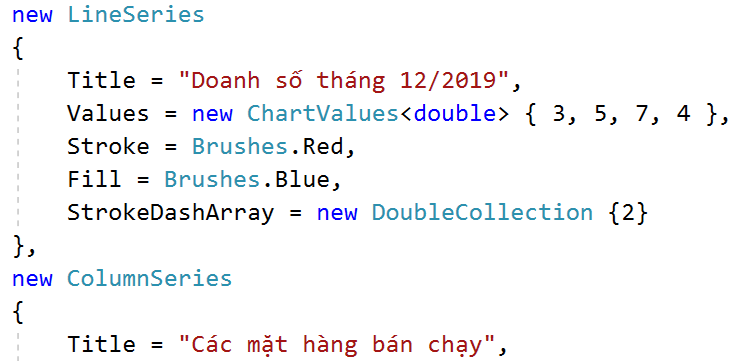 new LineSeries
{
Title = "Doanh số tháng 12/2019",
Values = new ChartValues<double> { 3, 5, 7, 4 },
Stroke = Brushes.Red,
Fill = Brushes.Blue,
StrokeDashArray = new DoubleCollection {2}
},
new ColumnSeries
{
Title = "Các mặt hàng bán chạy",